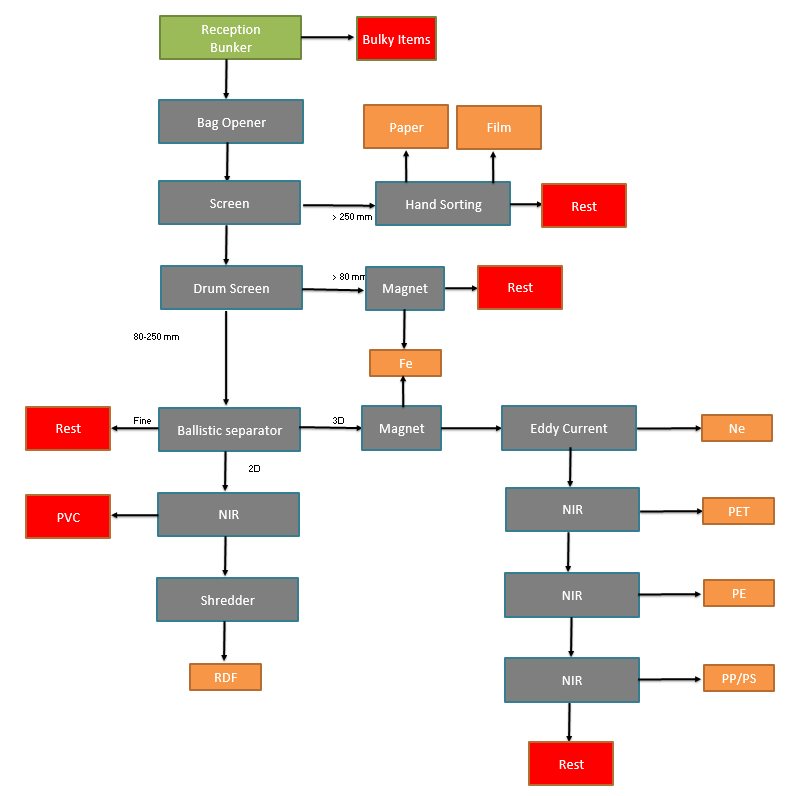 Reception
Bunker
Bulky Items
Bag Opener
Paper
Film
Screen
> 250 mm
Hand Sorting
Rest
Drum Screen
> 80 mm
Magnet
Rest
80-250 mm
Fe
Rest
Fine
Ballistic separator
3D
Magnet
Eddy Current
Ne
2D
PVC
NIR
NIR
PET
Shredder
NIR
PE
RDF
NIR
PP/PS
Rest